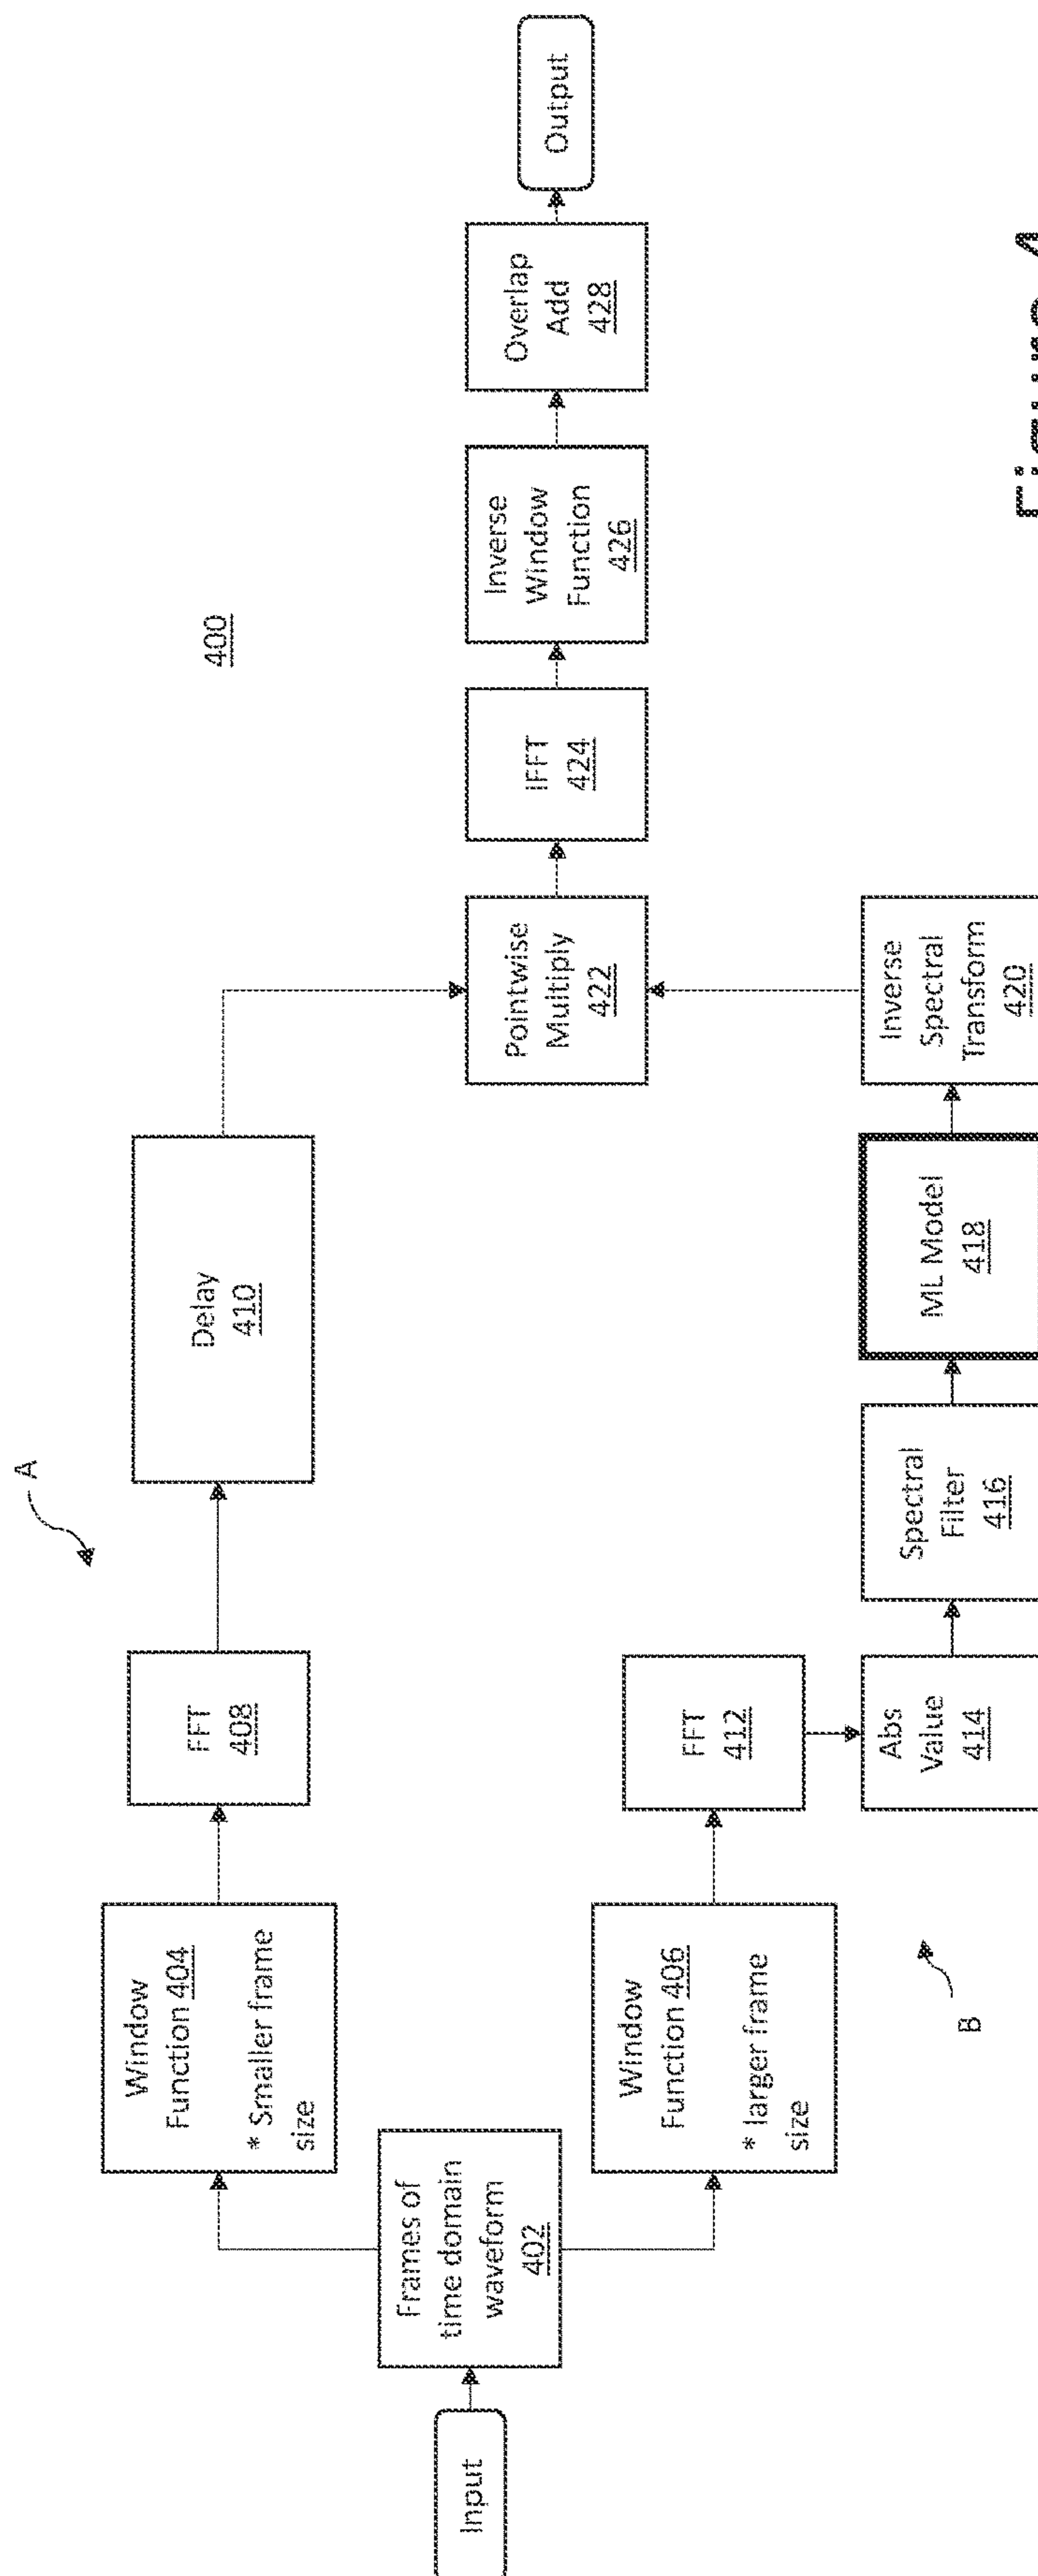 Input
Frames of
time domain
waveform
402
Window
Function 404
* Smaller frame
size
FFT
408
A
Delay
410
400
Window
Function 406
* larger frame
size
FFT
412
B
Abs
Value
414
Spectral
Filter
416
ML Model
418
Inverse
Spectral
Transform
420
Pointwise
Multiply
422
IFFT
424
Inverse
Window
Function
426
Overlap
Add
428
Output